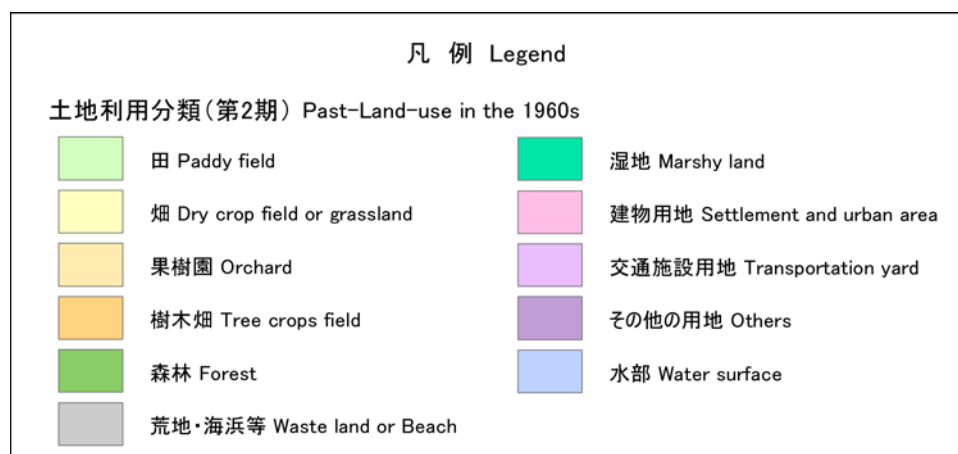 凡 例 Legend
土地利用分類(第2期) Past-Land-use in the 1960s
田 Paddy field
畑 Dry crop field or grassland
果樹園 Orchard
樹木畑 Tree crops field
森林 Forest
荒地・海浜等 Waste land or Beach
湿地 Marshy land
建物用地 Settlement and urban area
交通施設用地 Transportation yard
その他の用地 Others
水部 Water surface